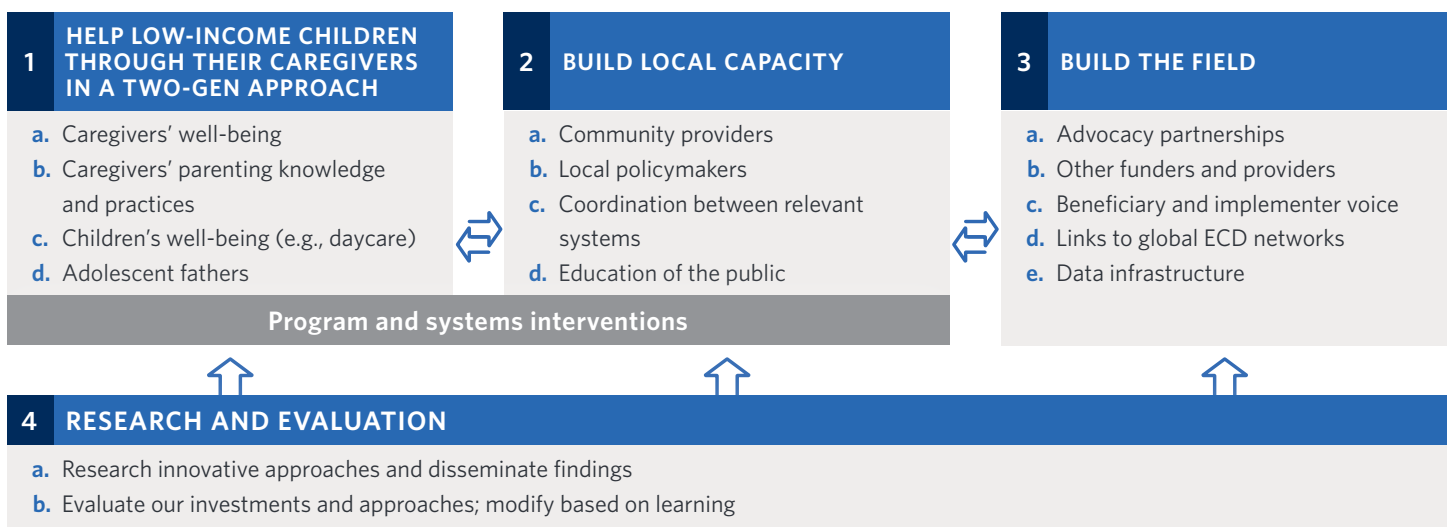 1
HELP LOW-INCOME CHILDREN
THROUGH THEIR CAREGIVERS
IN A TWO-GEN APPROACH
a. Caregivers’ well-being
b. Caregivers’ parenting knowledge
and practices
c. Children’s well-being (e.g., daycare)
d. Adolescent fathers
2 BUILD LOCAL CAPACITY
a. Community providers
b. Local policymakers
c. Coordination between relevant
systems
d. Education of the public
Program and systems interventions
3 BUILD THE FIELD
a. Advocacy partnerships
b. Other funders and providers
c. Beneficiary and implementer voice
d. Links to global ECD networks
e. Data infrastructure
4 RESEARCH AND EVALUATION
a. Research innovative approaches and disseminate findings
b. Evaluate our investments and approaches; modify based on learning